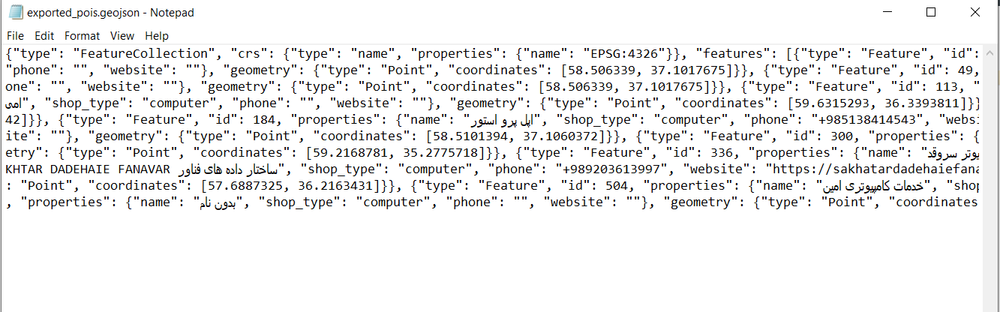 exported_pois.geojson - Notepad
File Edit Format View Help
{"type": "FeatureCollection", "crs": {"type": "name", "properties": {"name": "EPSG:4326"}}, "features": [{"type": "Feature", "id":
"phone": "", "website": ""}, "geometry": {"type": "Point", "coordinates": [58.506339, 37.1017675]}}, {"type": "Feature", "id": 49,
one": "", "website": ""}, "geometry": {"type": "Point", "coordinates": [58.506339, 37.1017675]}}, {"type": "Feature", "id": 113, "
امی", "shop_type": "computer", "phone": "", "website": ""}, "geometry": {"type": "Point", "coordinates": [59.6315293, 36.3393811]}}
42]}}, {"type": "Feature", "id": 184, "properties": {"name": "اپل پرو استور", "shop_type": "computer", "phone": "+985138414543", "websi
ite": ""}, "geometry": {"type": "Point", "coordinates": [58.5101394, 37.1060372]}}, {"type": "Feature", "id": 300, "properties": {
etry": {"type": "Point", "coordinates": [59.2168781, 35.2775718]}}, {"type": "Feature", "id": 336, "properties": {"name": "یوتر سروقد
KHTAR DADEHAIE FANAVAR ساختار داده های فناور", "shop_type": "computer", "phone": "+989203613997", "website": "https://sakhatardadehaiefana
: "Point", "coordinates": [57.6887325, 36.2163431]}}, {"type": "Feature", "id": 504, "properties": {"name": "خدمات کامپیوتری امین", "shop
, "properties": {"name": "بدون نام", "shop_type": "computer", "phone": "", "website": ""}, "geometry": {"type": "Point", "coordinates